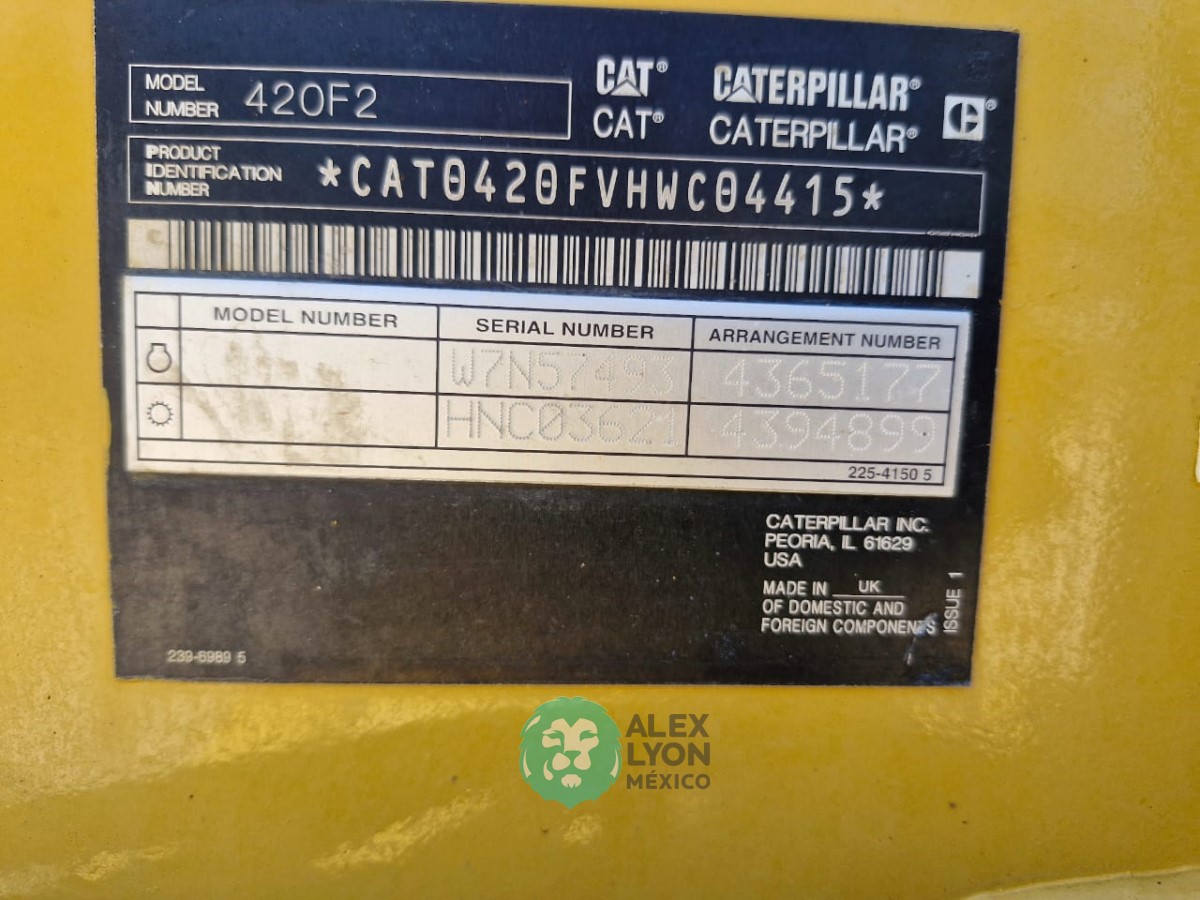 MODEL NUMBER 420F2
CAT® CATERPILLAR®
CAT® CATERPILLAR®
PRODUCT IDENTIFICATION NUMBER *CAT0420FVHWC04415*
MODEL NUMBER SERIAL NUMBER ARRANGEMENT NUMBER
W7N57493 4365177
HNC03621 4394899
225-4150 5
CATERPILLAR INC.
PEORIA, IL 61629
USA
MADE IN UK
OF DOMESTIC AND
FOREIGN COMPONENTS
ISSUE 1
239-6989 5
ALEX
LYON
MÉXICO